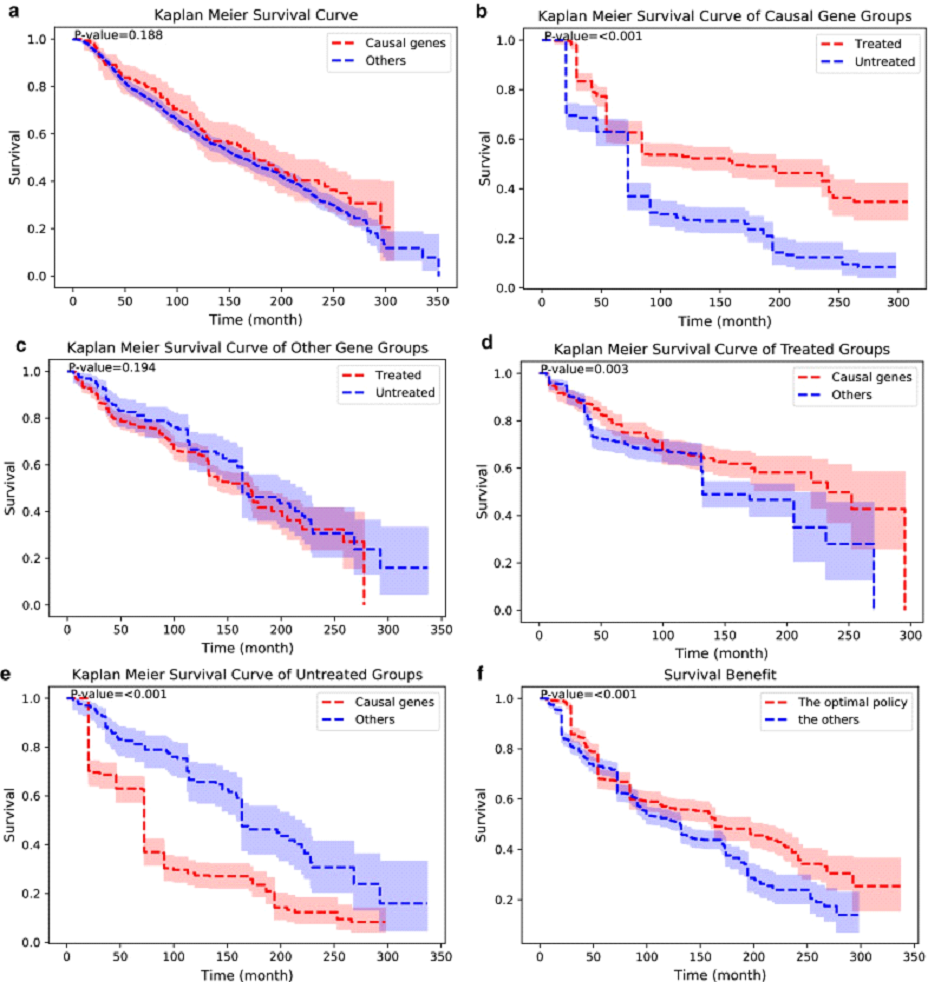 a
Kaplan Meier Survival Curve
P-value=0.188
Causal genes
Others
1.0
0.8
0.6
0.4
0.2
0.0
Survival
0 50 100 150 200 250 300 350
Time (month)
b
Kaplan Meier Survival Curve of Causal Gene Groups
P-value=<0.001
Treated
Untreated
1.0
0.8
0.6
0.4
0.2
0.0
Survival
0 50 100 150 200 250 300
Time (month)
c
Kaplan Meier Survival Curve of Other Gene Groups
P-value=0.194
Treated
Untreated
1.0
0.8
0.6
0.4
0.2
0.0
Survival
0 50 100 150 200 250 300 350
Time (month)
d
Kaplan Meier Survival Curve of Treated Groups
P-value=0.003
Causal genes
Others
1.0
0.8
0.6
0.4
0.2
0.0
Survival
0 50 100 150 200 250 300
Time (month)
e
Kaplan Meier Survival Curve of Untreated Groups
P-value=<0.001
Causal genes
Others
1.0
0.8
0.6
0.4
0.2
0.0
Survival
0 50 100 150 200 250 300 350
Time (month)
f
Survival Benefit
P-value=<0.001
The optimal policy
the others
1.0
0.8
0.6
0.4
0.2
Survival
0 50 100 150 200 250 300 350
Time (month)